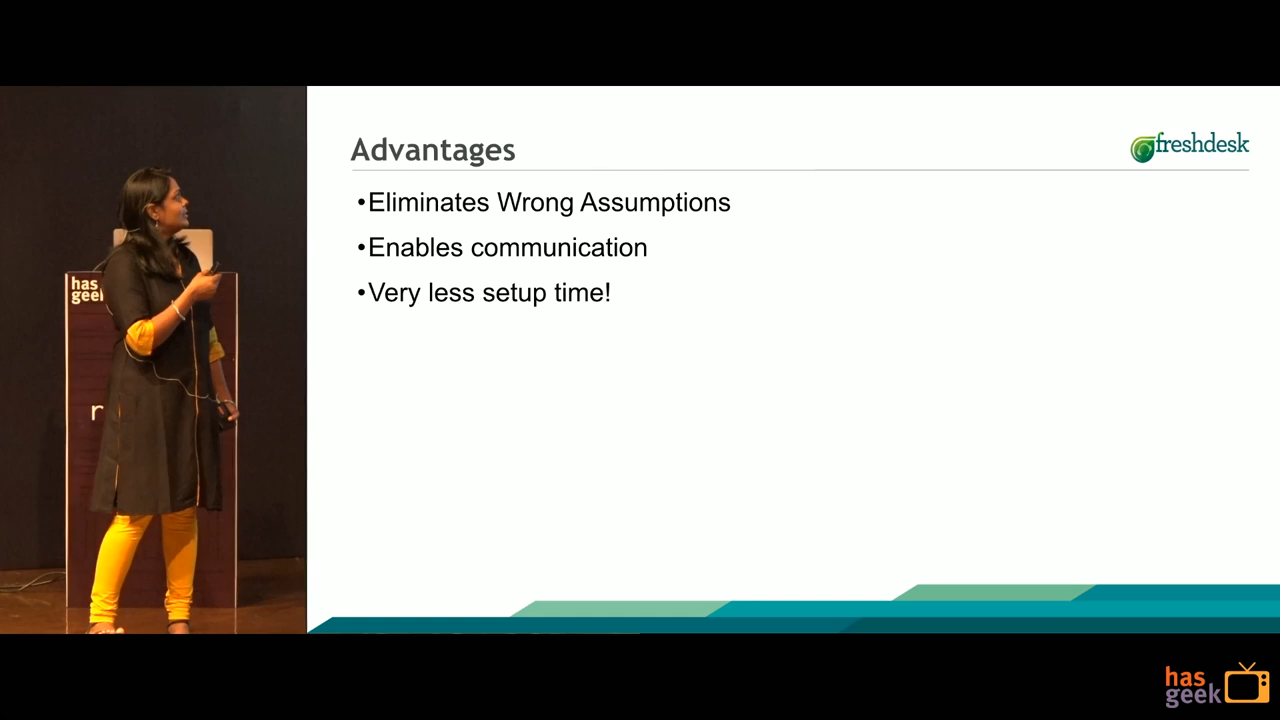 Advantages
freshdesk
•Eliminates Wrong Assumptions
•Enables communication
•Very less setup time!
has
geek
has
geek